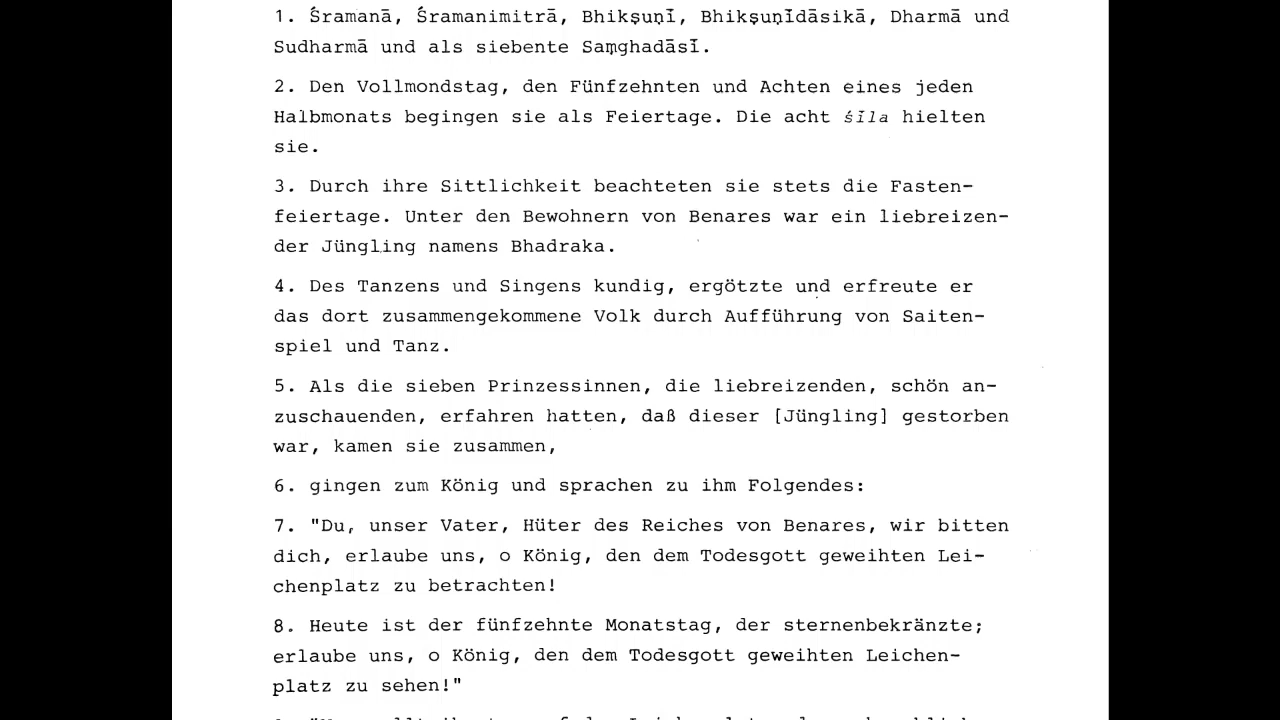 1. Śramanā, Śramanimitrā, Bhikṣuṇī, Bhikṣuṇīdāsikā, Dharmā und
Sudharmā und als siebente Saṃghadāsī.
2. Den Vollmondstag, den Fünfzehnten und Achten eines jeden
Halbmonats begingen sie als Feiertage. Die acht śīla hielten
sie.
3. Durch ihre Sittlichkeit beachteten sie stets die Fasten-
feiertage. Unter den Bewohnern von Benares war ein liebreizen-
der Jüngling namens Bhadraka.
4. Des Tanzens und Singens kundig, ergötzte und erfreute er
das dort zusammengekommene Volk durch Aufführung von Saiten-
spiel und Tanz.
5. Als die sieben Prinzessinnen, die liebreizenden, schön an-
zuschauenden, erfahren hatten, daß dieser [Jüngling] gestorben
war, kamen sie zusammen,
6. gingen zum König und sprachen zu ihm Folgendes:
7. "Du, unser Vater, Hüter des Reiches von Benares, wir bitten
dich, erlaube uns, o König, den dem Todesgott geweihten Lei-
chenplatz zu betrachten!
8. Heute ist der fünfzehnte Monatstag, der sternenbekränzte;
erlaube uns, o König, den dem Todesgott geweihten Leichen-
platz zu sehen!"